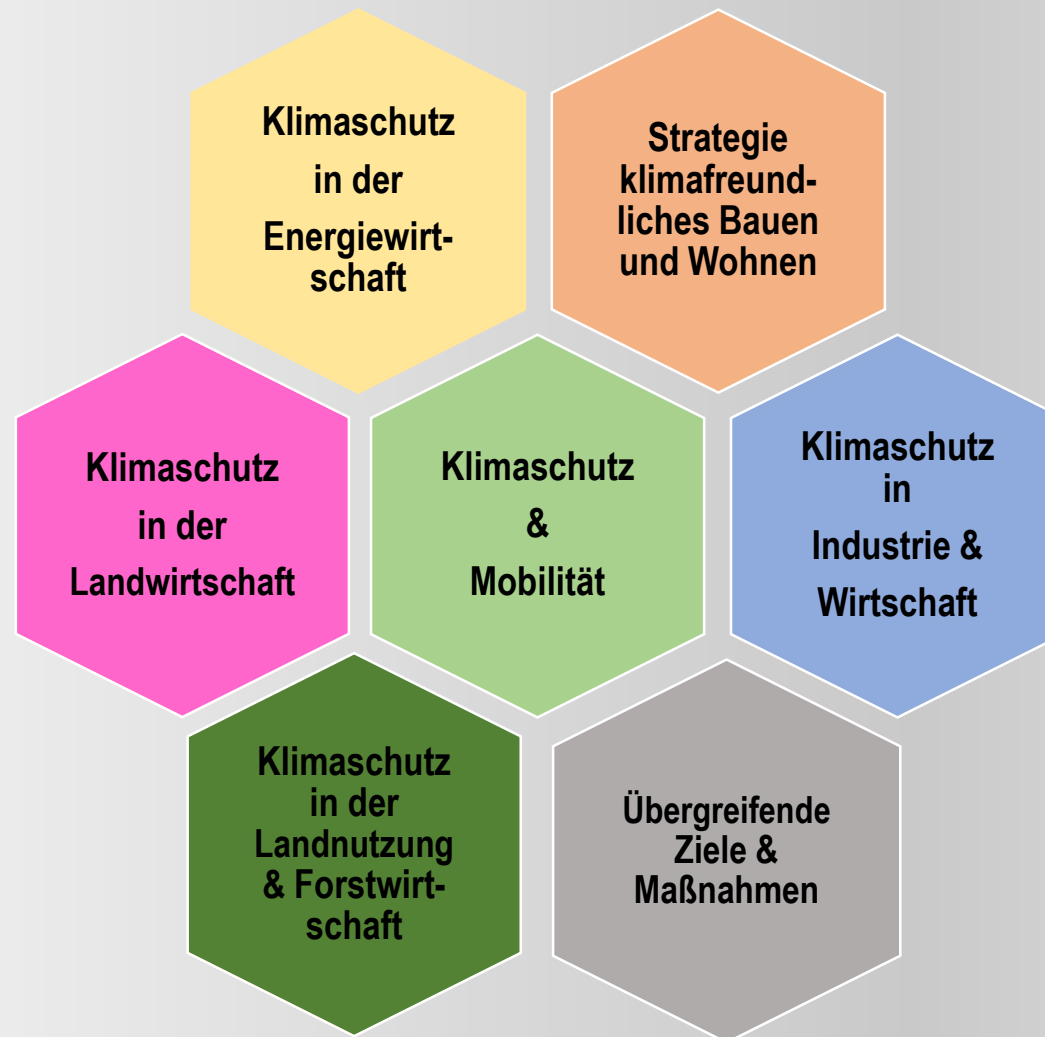 Klimaschutz
in der
Energiewirt-
schaft
Strategie
klimafreund-
liches Bauen
und Wohnen
Klimaschutz
in der
Landwirtschaft
Klimaschutz
&
Mobilität
Klimaschutz
in
Industrie &
Wirtschaft
Klimaschutz
in der
Landnutzung
& Forstwirt-
schaft
Übergreifende
Ziele &
Maßnahmen